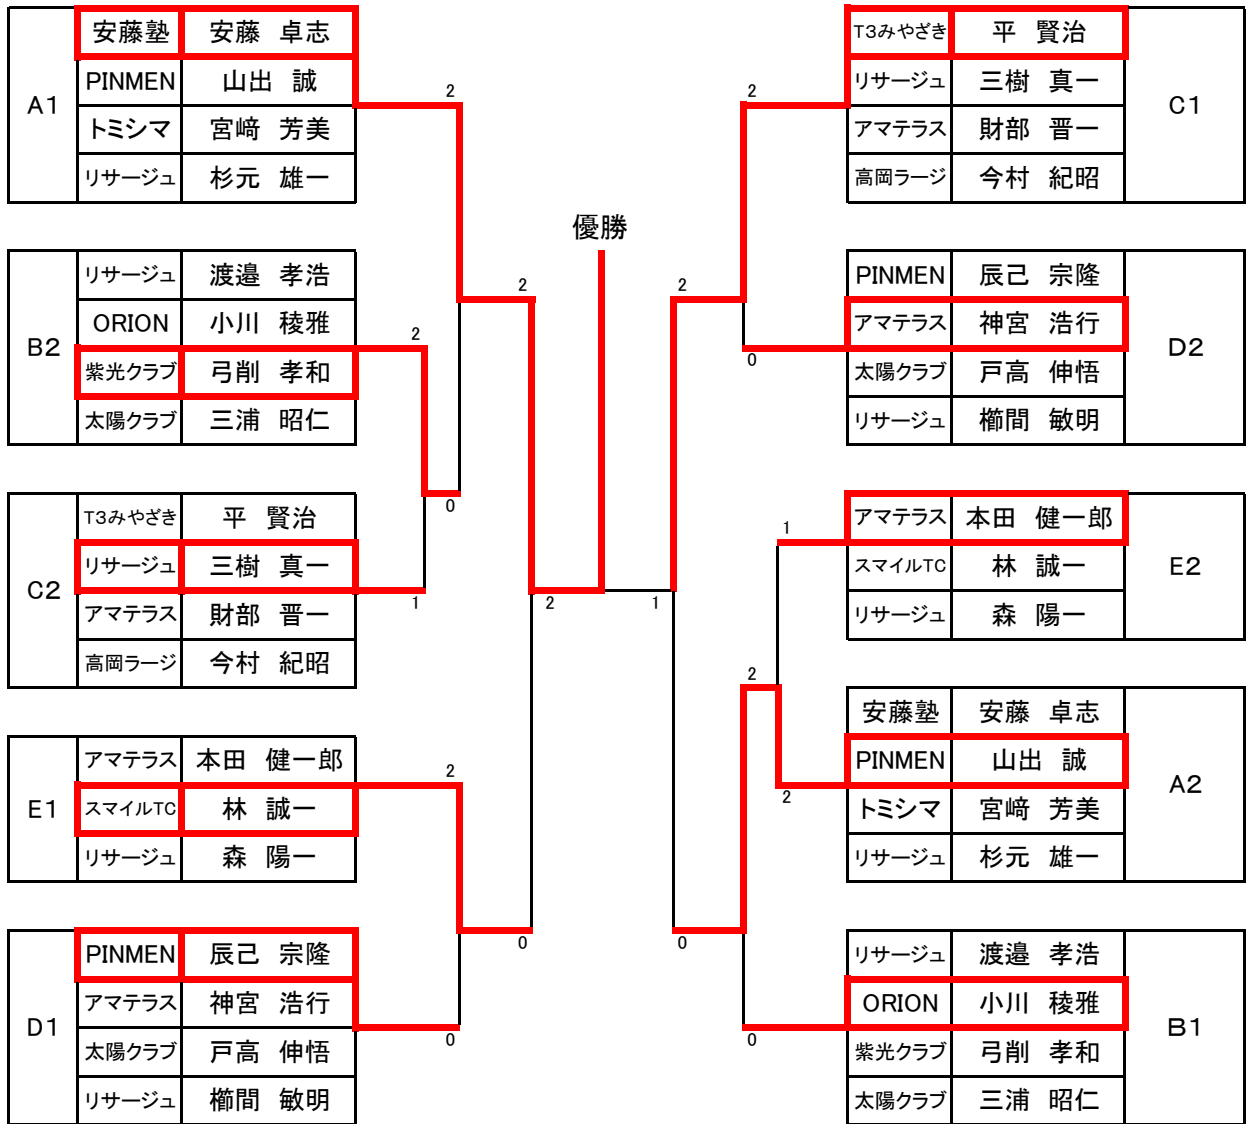 A1
安藤塾 安藤 卓志
PINMEN 山出 誠
トミシマ 宮﨑 芳美
リサージュ 杉元 雄一
B2
リサージュ 渡邉 孝浩
ORION 小川 稜雅
紫光クラブ 弓削 孝和
太陽クラブ 三浦 昭仁
C2
T3みやざき 平 賢治
リサージュ 三樹 真一
アマテラス 財部 晋一
高岡ラージ 今村 紀昭
E1
アマテラス 本田 健一郎
スマイルTC 林 誠一
リサージュ 森 陽一
D1
PINMEN 辰己 宗隆
アマテラス 神宮 浩行
太陽クラブ 戸高 伸悟
リサージュ 櫛間 敏明
2
2
0
1
2
0
2
0
2
優勝
1
2
0
2
0
1
2
2
0
C1
T3みやざき 平 賢治
リサージュ 三樹 真一
アマテラス 財部 晋一
高岡ラージ 今村 紀昭
D2
PINMEN 辰己 宗隆
アマテラス 神宮 浩行
太陽クラブ 戸高 伸悟
リサージュ 櫛間 敏明
E2
アマテラス 本田 健一郎
スマイルTC 林 誠一
リサージュ 森 陽一
A2
安藤塾 安藤 卓志
PINMEN 山出 誠
トミシマ 宮﨑 芳美
リサージュ 杉元 雄一
B1
リサージュ 渡邉 孝浩
ORION 小川 稜雅
紫光クラブ 弓削 孝和
太陽クラブ 三浦 昭仁